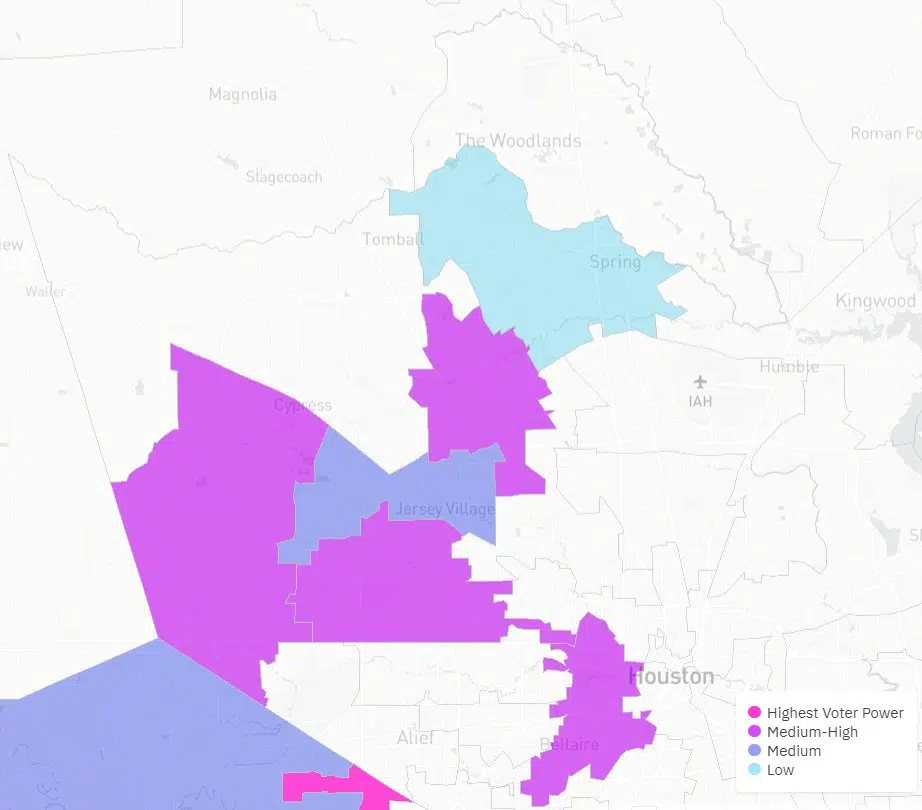 Magnolia
The Woodlands
Roman Fo
Stagecoach
Tomball
iew
Spring
Waller
Kingwood
Humble
IAH
Cypress
Jersey Village
Houston
Alief
Bellaire
Highest Voter Power
Medium-High
Medium
Low